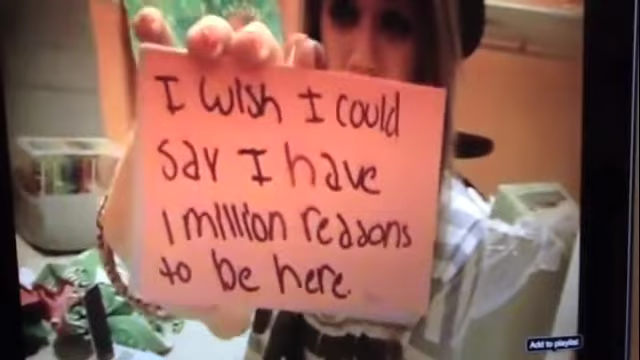 I wish I could
say I have
1 million reasons
to be here.
Add to playlist